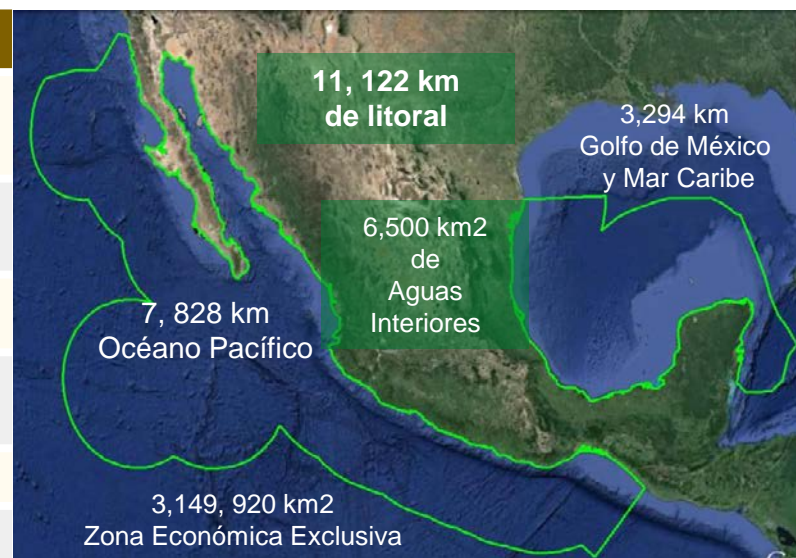 11, 122 km
de litoral
3,294 km
Golfo de México
y Mar Caribe
6,500 km2
de
Aguas
Interiores
7, 828 km
Océano Pacífico
3,149, 920 km2
Zona Económica Exclusiva